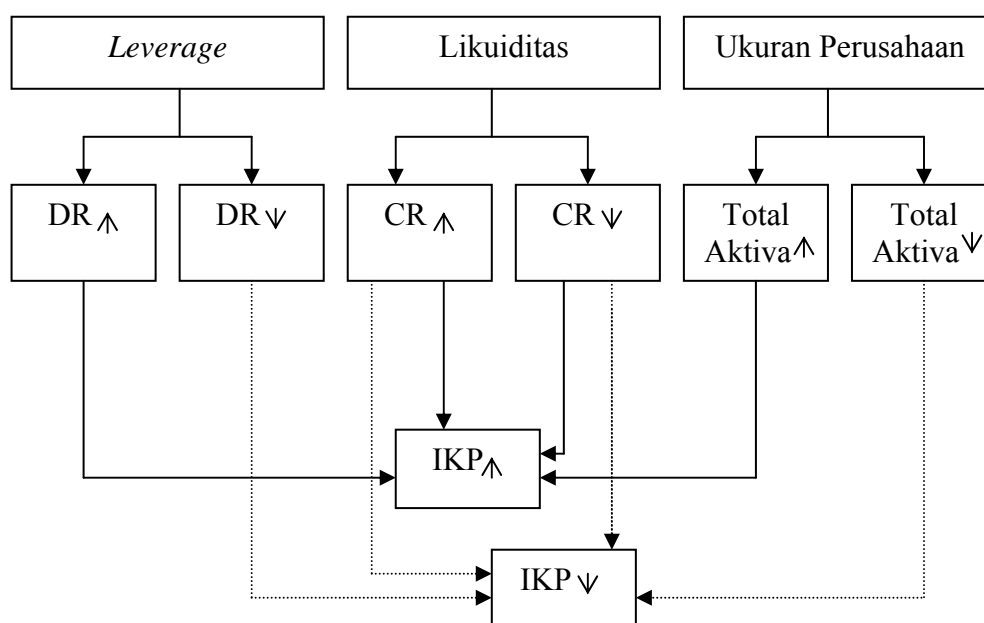 Leverage
Likuiditas
Ukuran Perusahaan
DR ↑
DR ↓
CR ↑
CR ↓
Total
Aktiva ↑
Total
Aktiva ↓
IKP ↑
IKP ↓